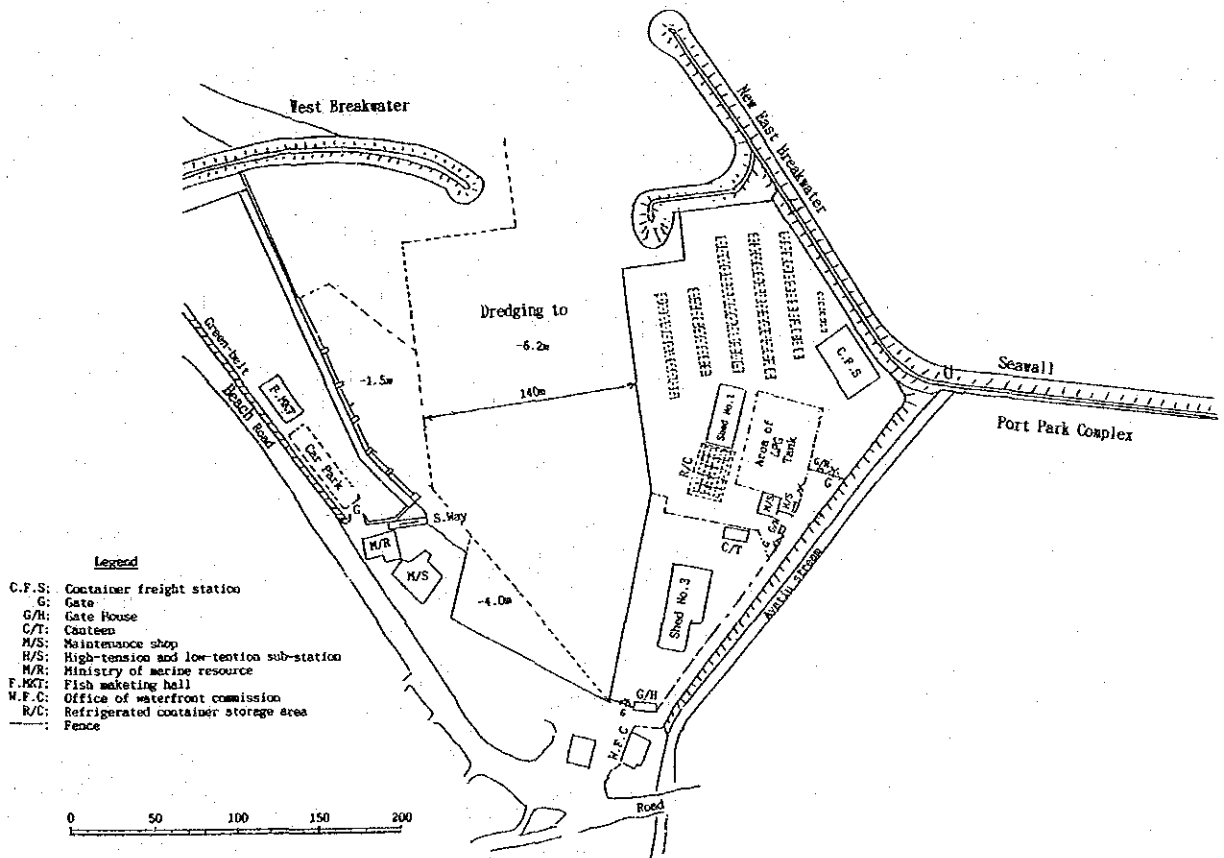 West Breakwater
New East Breakwater
Dredging to
-6.2m
140m
-1.5m
-4.0m
Green-belt
Beach Road
F.MKT
Car Park
G
S.Way
M/R
M/S
C.F.S
Seawall
Port Park Complex
Shed No.1
R/C
Area of
LPG
Tank
G/H
G
M/S
H/S
G/H
G
C/T
Shed No.3
Avatiu stream
G/H
G
W.F.C
Road
Legend
C.F.S: Container freight station
G: Gate
G/H: Gate House
C/T: Canteen
M/S: Maintenance shop
H/S: High-tension and low-tention sub-station
M/R: Ministry of marine resource
F.MKT: Fish maketing hall
W.F.C: Office of waterfront commission
R/C: Refrigerated container storage area
: Fence
0 50 100 150 200